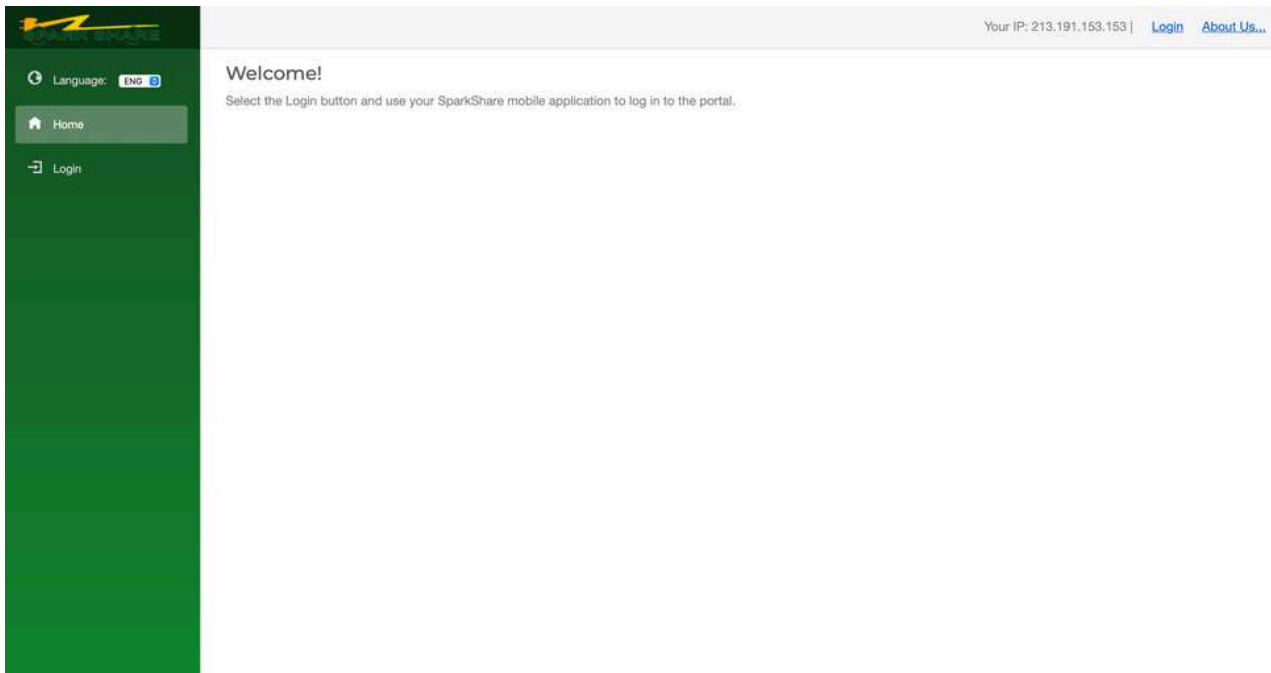 SPARK SHARE
Your IP: 213.191.153.153 | Login About Us...
Language: ENG
Home
Login
Welcome!
Select the Login button and use your SparkShare mobile application to log in to the portal.